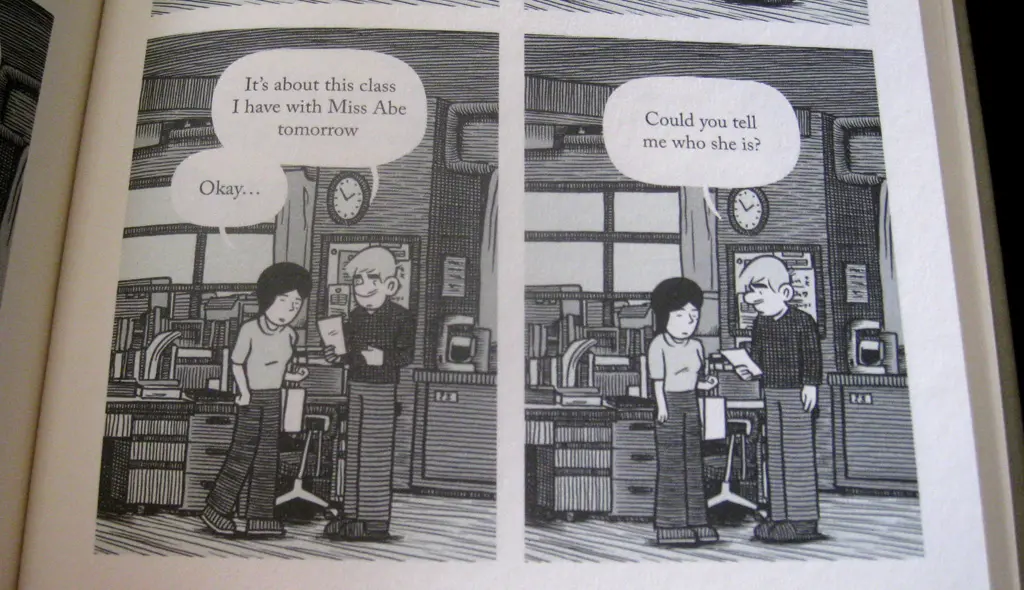 It's about this class
I have with Miss Abe
tomorrow
Okay...
Could you tell
me who she is?